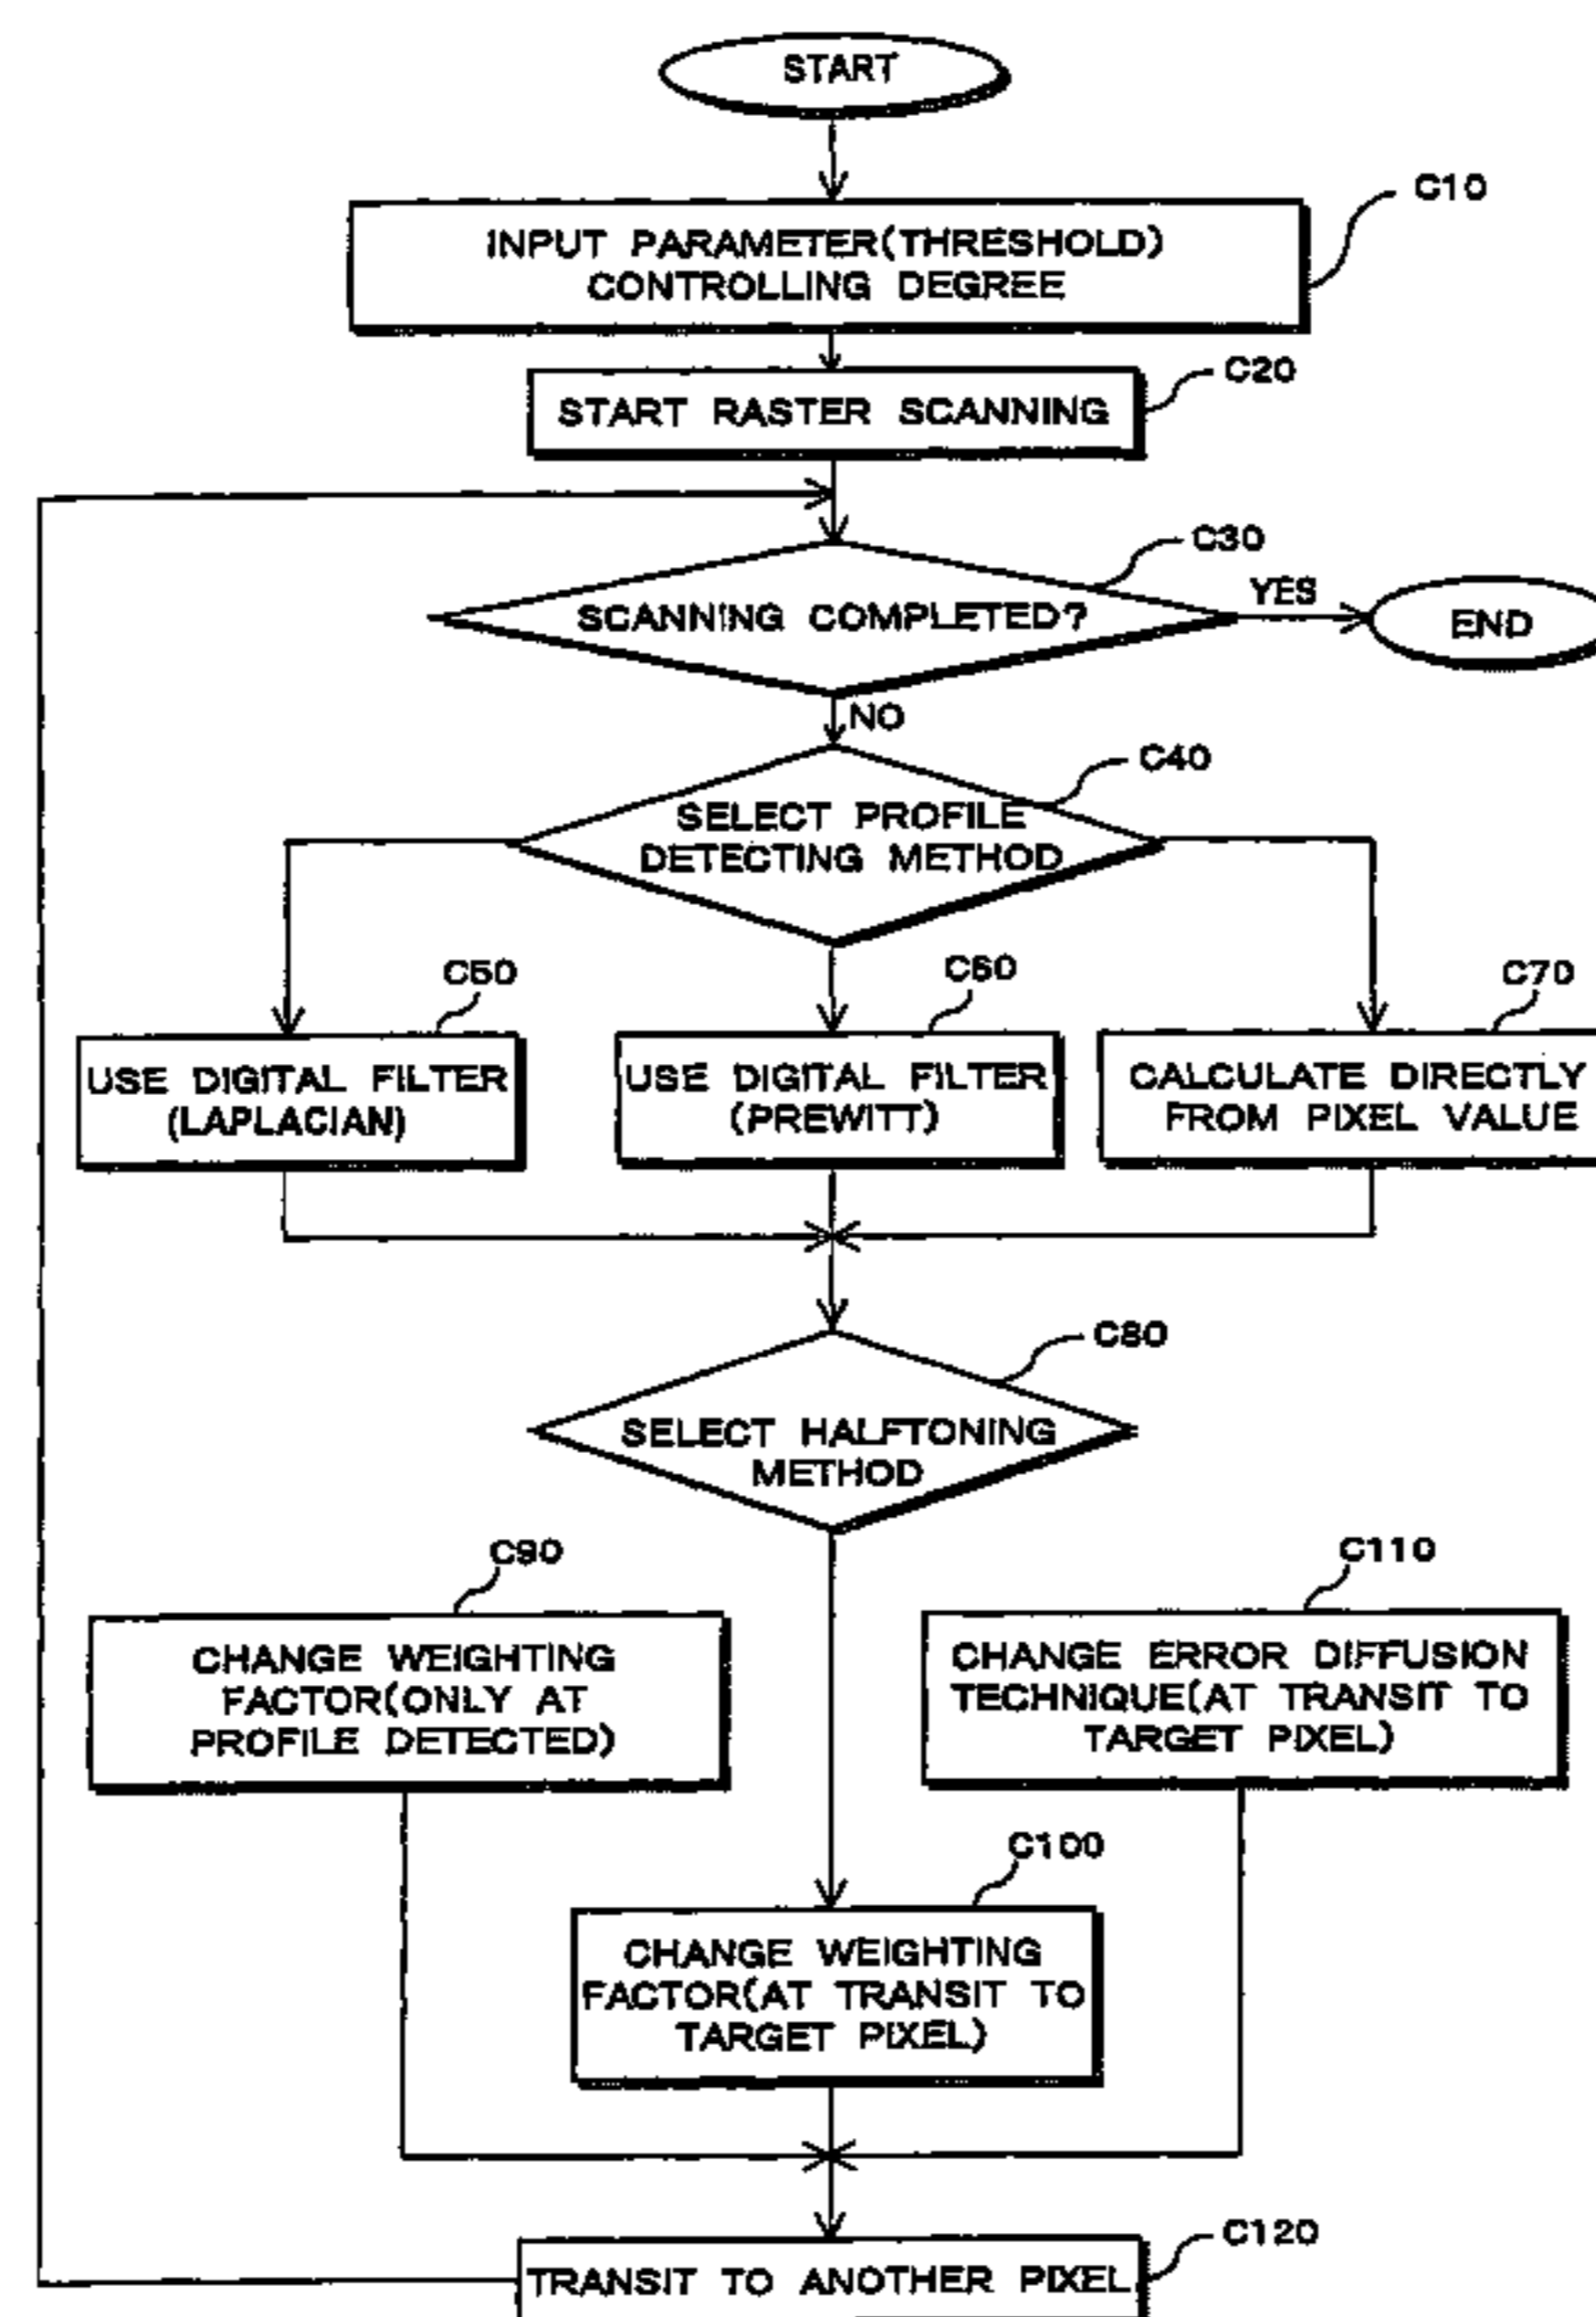 START
C10
INPUT PARAMETER(THRESHOLD)
CONTROLLING DEGREE
C20
START RASTER SCANNING
C30
SCANNING COMPLETED?
YES
END
NO
C40
SELECT PROFILE
DETECTING METHOD
C50
C60
C70
USE DIGITAL FILTER
(LAPLACIAN)
USE DIGITAL FILTER
(PREWITT)
CALCULATE DIRECTLY
FROM PIXEL VALUE
C80
SELECT HALFTONING
METHOD
C90
C110
CHANGE WEIGHTING
FACTOR(ONLY AT
PROFILE DETECTED)
CHANGE ERROR DIFFUSION
TECHNIQUE(AT TRANSIT TO
TARGET PIXEL)
C100
CHANGE WEIGHTING
FACTOR(AT TRANSIT TO
TARGET PIXEL)
C120
TRANSIT TO ANOTHER PIXEL